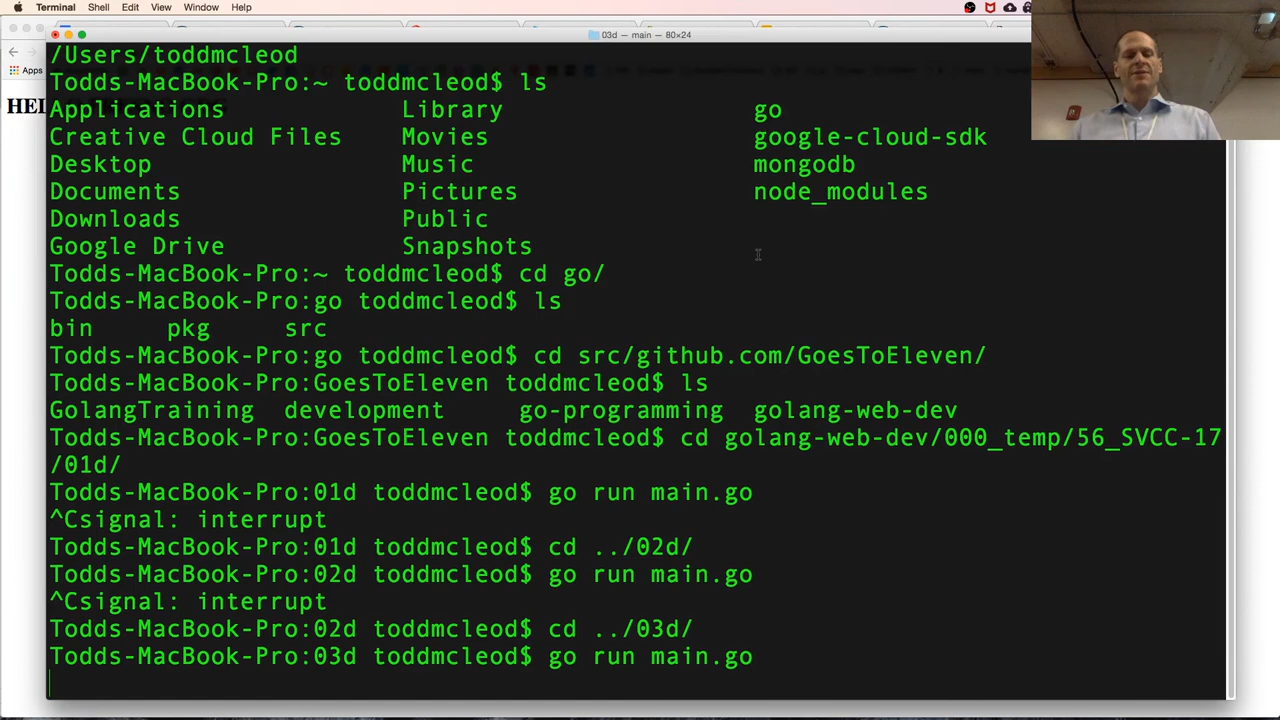 Terminal Shell Edit View Window Help
03d — main — 80×24
Apps
HEL
/Users/toddmcleod
Todds-MacBook-Pro:~ toddmcleod$ ls
Applications Library go
Creative Cloud Files Movies google-cloud-sdk
Desktop Music mongodb
Documents Pictures node_modules
Downloads Public
Google Drive Snapshots
Todds-MacBook-Pro:~ toddmcleod$ cd go/
Todds-MacBook-Pro:go toddmcleod$ ls
bin pkg src
Todds-MacBook-Pro:go toddmcleod$ cd src/github.com/GoesToEleven/
Todds-MacBook-Pro:GoesToEleven toddmcleod$ ls
GolangTraining development go-programming golang-web-dev
Todds-MacBook-Pro:GoesToEleven toddmcleod$ cd golang-web-dev/000_temp/56_SVCC-17
/01d/
Todds-MacBook-Pro:01d toddmcleod$ go run main.go
^Csignal: interrupt
Todds-MacBook-Pro:01d toddmcleod$ cd ../02d/
Todds-MacBook-Pro:02d toddmcleod$ go run main.go
^Csignal: interrupt
Todds-MacBook-Pro:02d toddmcleod$ cd ../03d/
Todds-MacBook-Pro:03d toddmcleod$ go run main.go